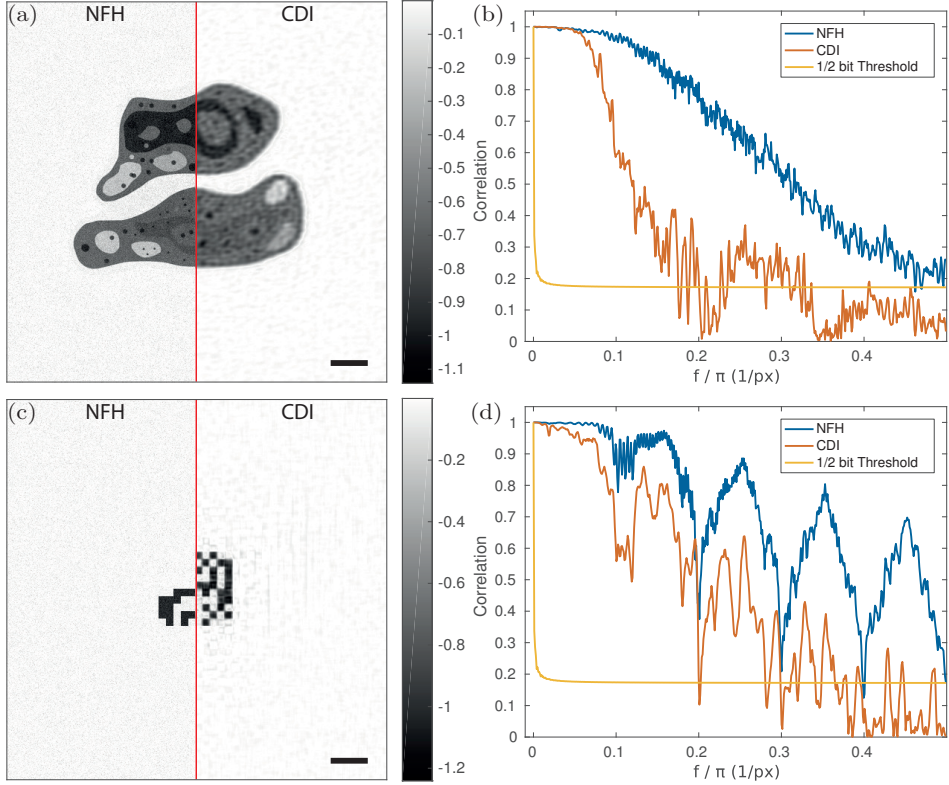 (a)
NFH CDI
-0.1
-0.2
-0.3
-0.4
-0.5
-0.6
-0.7
-0.8
-0.9
-1
-1.1
(b)
NFH
CDI
1/2 bit Threshold
Correlation
1
0.9
0.8
0.7
0.6
0.5
0.4
0.3
0.2
0.1
0
0 0.1 0.2 0.3 0.4
f / π (1/px)
(c)
NFH CDI
-0.2
-0.4
-0.6
-0.8
-1
-1.2
(d)
NFH
CDI
1/2 bit Threshold
Correlation
1
0.9
0.8
0.7
0.6
0.5
0.4
0.3
0.2
0.1
0
0 0.1 0.2 0.3 0.4
f / π (1/px)